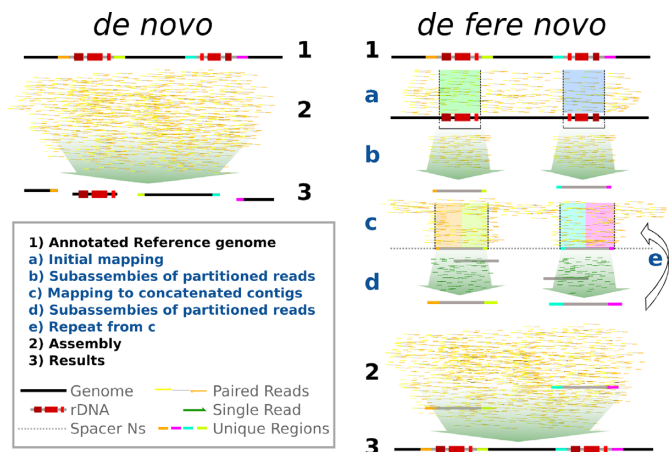 de novo
1
2
3
1) Annotated Reference genome
a) Initial mapping
b) Subassembies of partitioned reads
c) Mapping to concatenated contigs
d) Subassembies of partitioned reads
e) Repeat from c
2) Assembly
3) Results
Genome
Paired Reads
rDNA
Single Read
Spacer Ns
Unique Regions
de fere novo
1
a
b
c
d
e
2
3